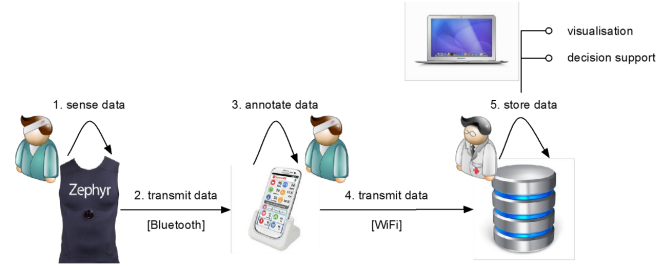 visualisation
decision support
1. sense data
3. annotate data
5. store data
Zephyr
2. transmit data
4. transmit data
[Bluetooth]
[WiFi]